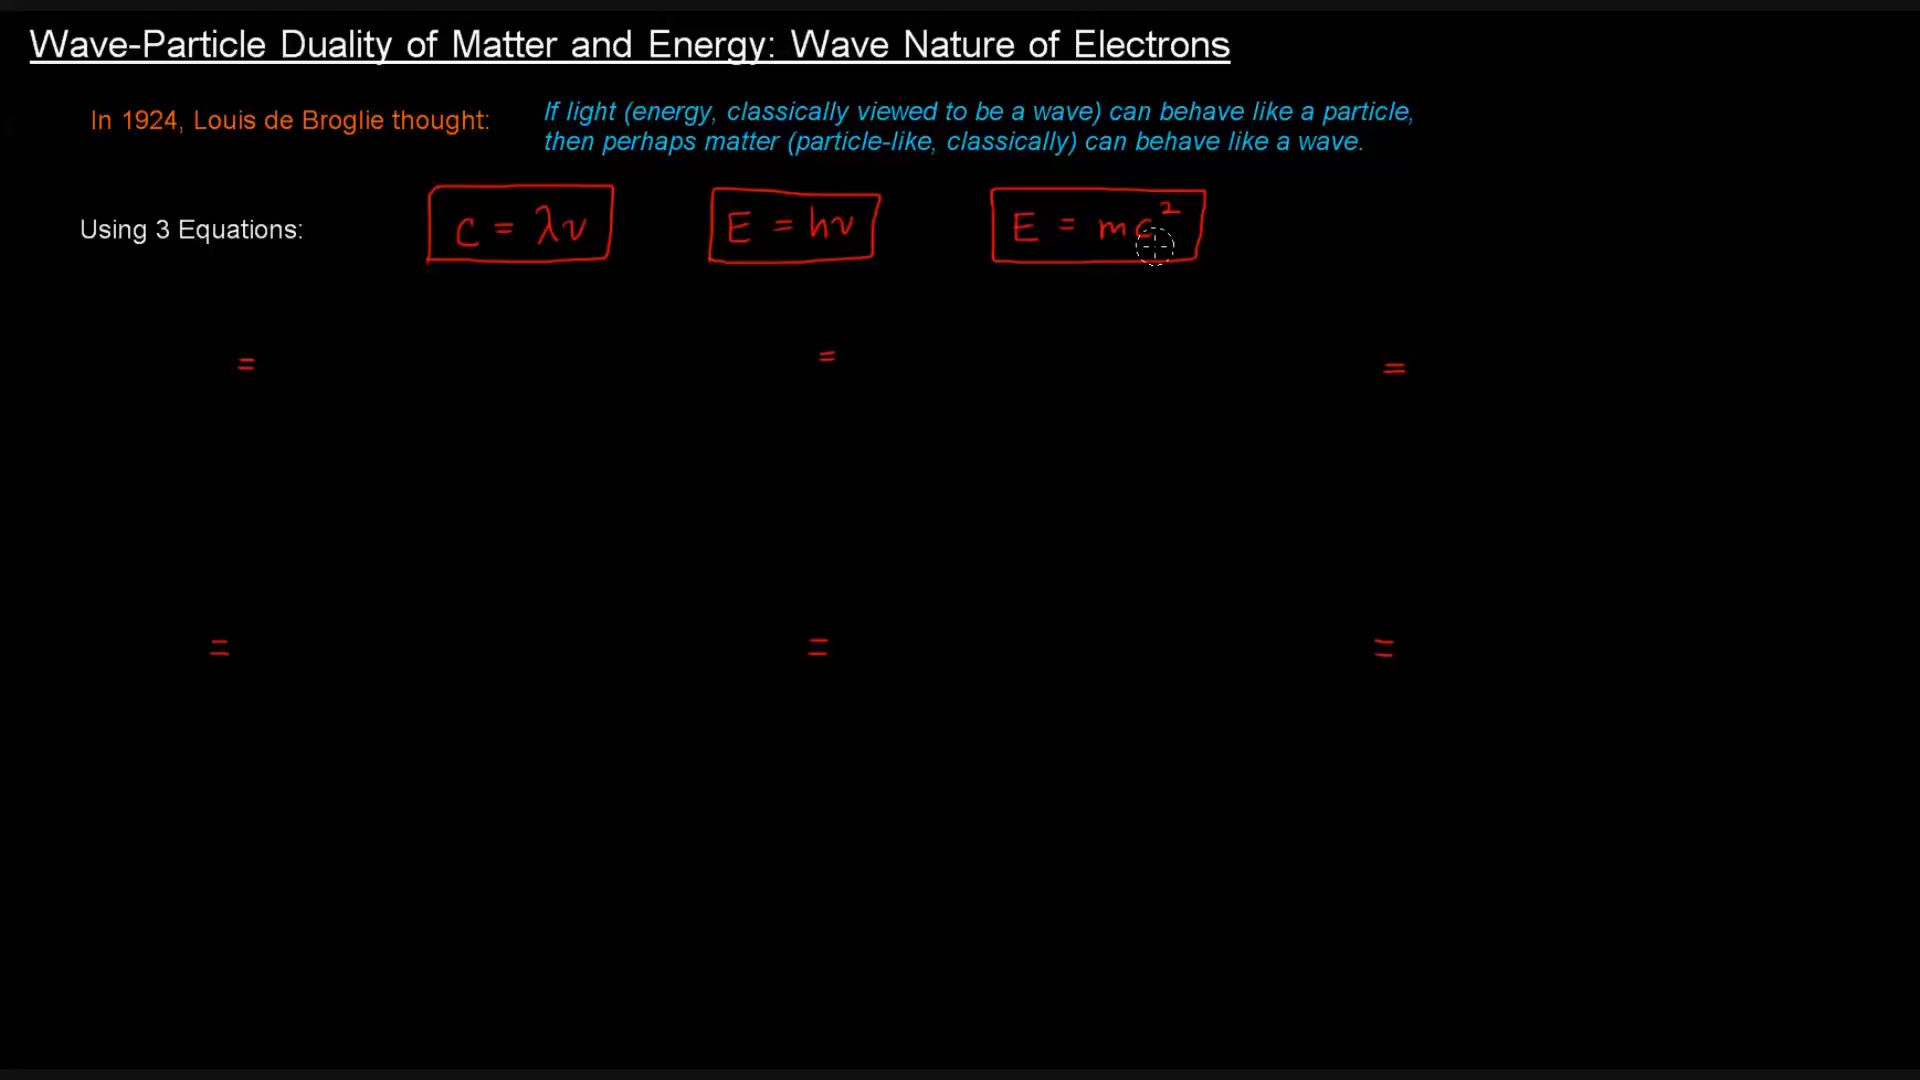 Wave-Particle Duality of Matter and Energy: Wave Nature of Electrons
In 1924, Louis de Broglie thought:
If light (energy, classically viewed to be a wave) can behave like a particle,
then perhaps matter (particle-like, classically) can behave like a wave.
Using 3 Equations: C = λν E = hν E = mc²
= = =
= = =